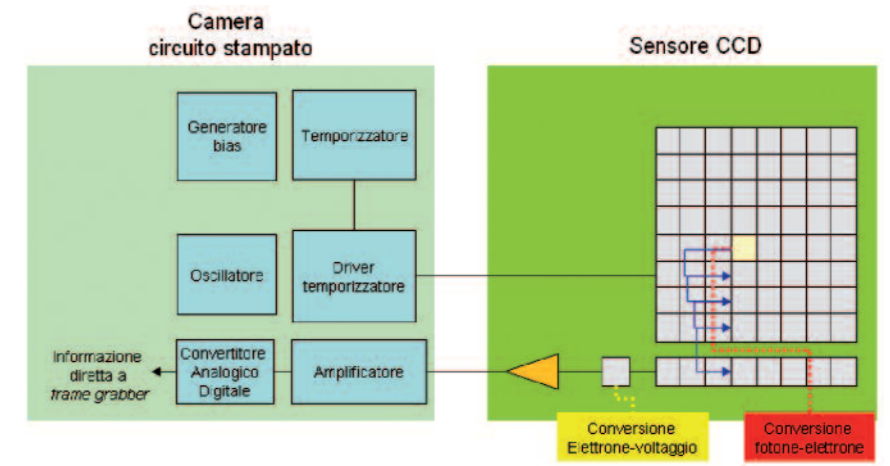 Camera
circuito stampato
Sensore CCD
Generatore
bias
Temporizzatore
Oscillatore
Driver
temporizzatore
Informazione
diretta a
frame grabber
Convertitore
Analogico
Digitale
Amplificatore
Conversione
Elettrone-voltaggio
Conversione
fotone-elettrone